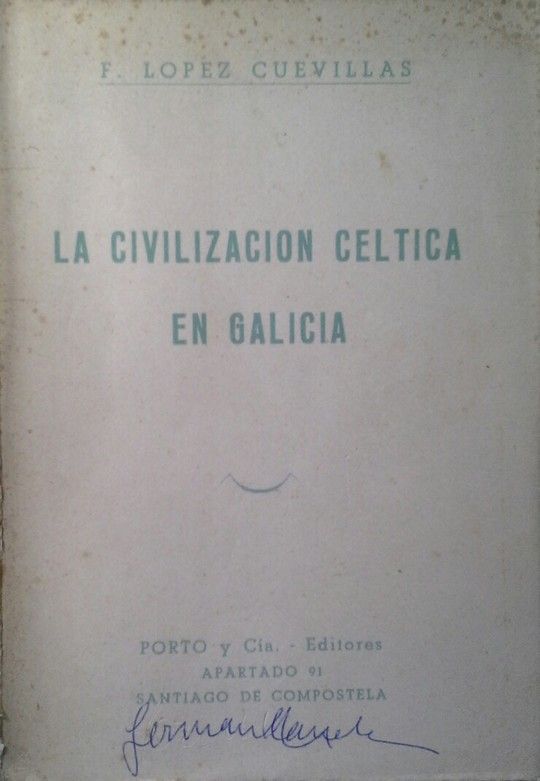 F. LOPEZ CUEVILLAS
LA CIVILIZACION CELTICA
EN GALICIA
PORTO y Cía. - Editores
APARTADO 91
SANTIAGO DE COMPOSTELA